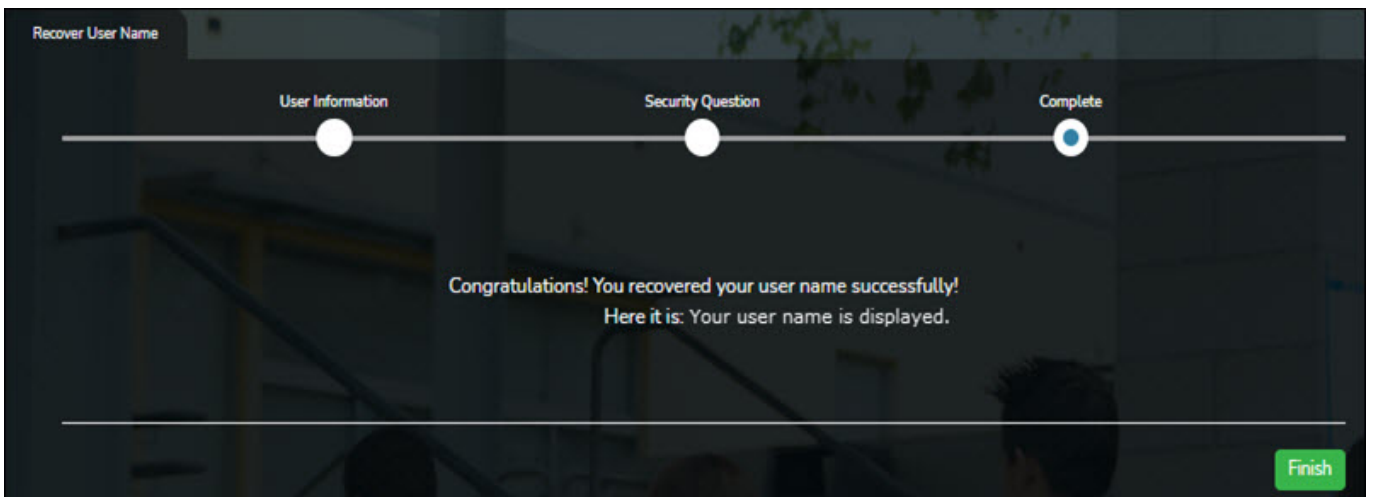 Recover User Name
User Information
Security Question
Complete
Congratulations! You recovered your user name successfully!
Here it is: Your user name is displayed.
Finish